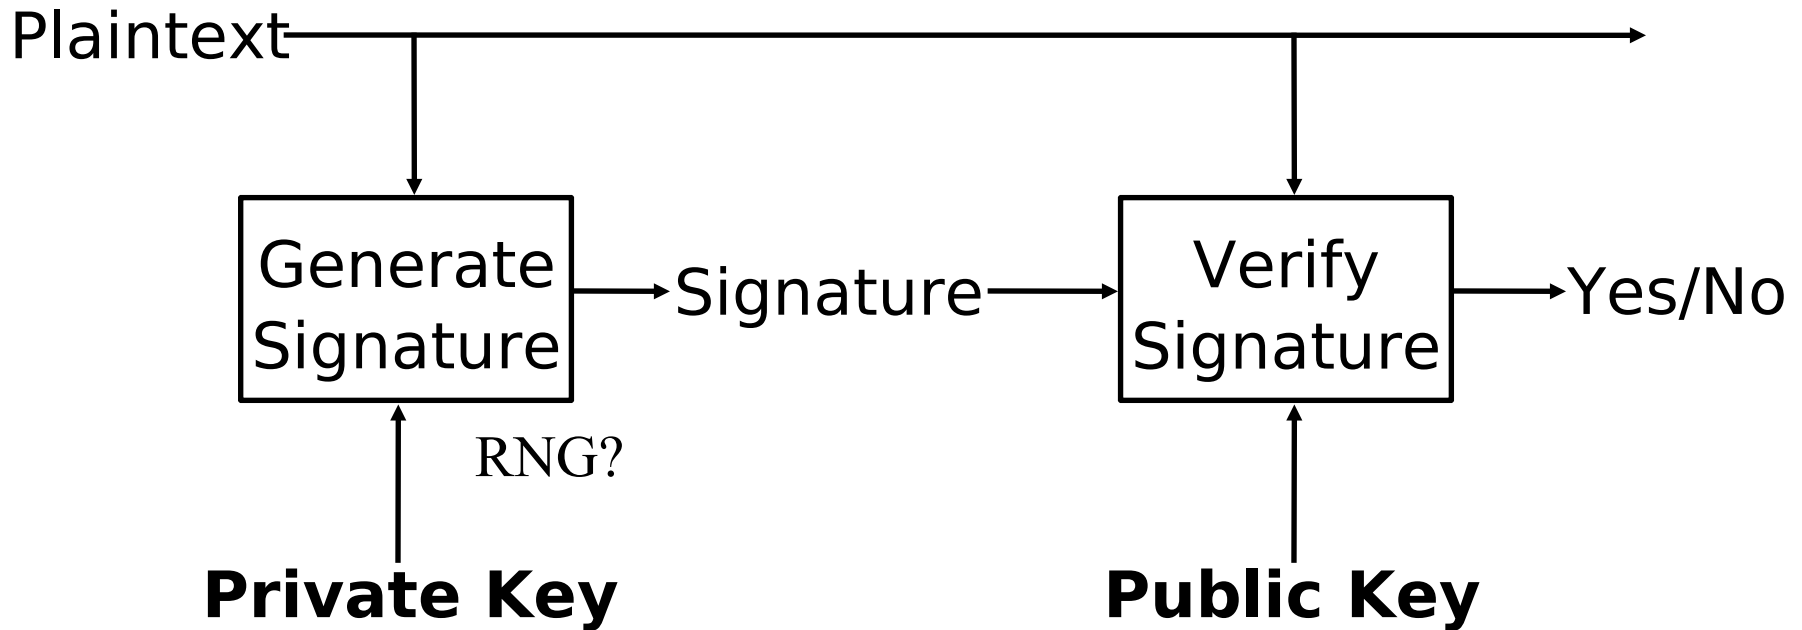 Plaintext
Generate
Signature
Signature
Verify
Signature
Yes/No
RNG?
Private Key
Public Key